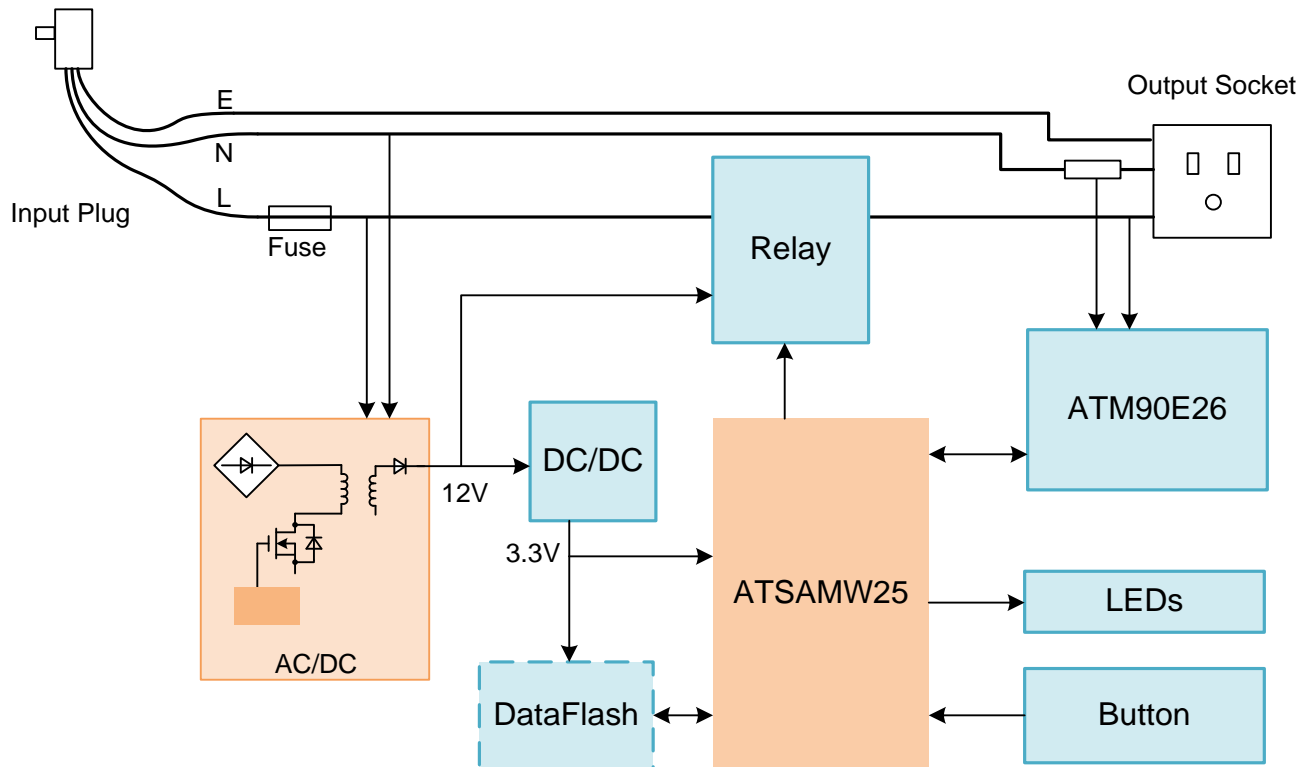 Output Socket
E
N
L
Input Plug
Fuse
Relay
ATM90E26
DC/DC
12V
3.3V
ATSAMW25
LEDs
AC/DC
DataFlash
Button